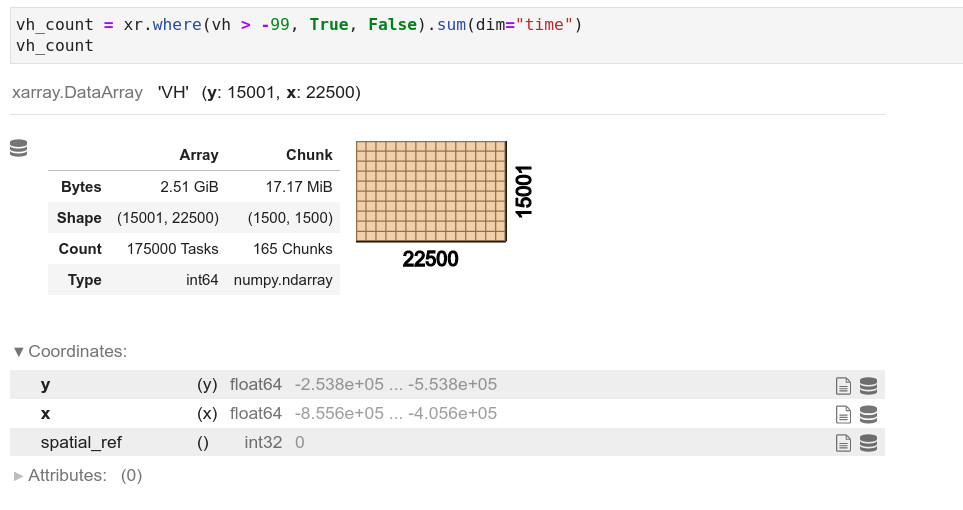 vh_count = xr.where(vh > -99, True, False).sum(dim="time")
vh_count
xarray.DataArray 'VH' (y: 15001, x: 22500)
Array Chunk
Bytes 2.51 GiB 17.17 MiB
Shape (15001, 22500) (1500, 1500)
Count 175000 Tasks 165 Chunks
Type int64 numpy.ndarray
15001
22500
▼ Coordinates:
y (y) float64 -2.538e+05 ... -5.538e+05
x (x) float64 -8.556e+05 ... -4.056e+05
spatial_ref () int32 0
► Attributes: (0)